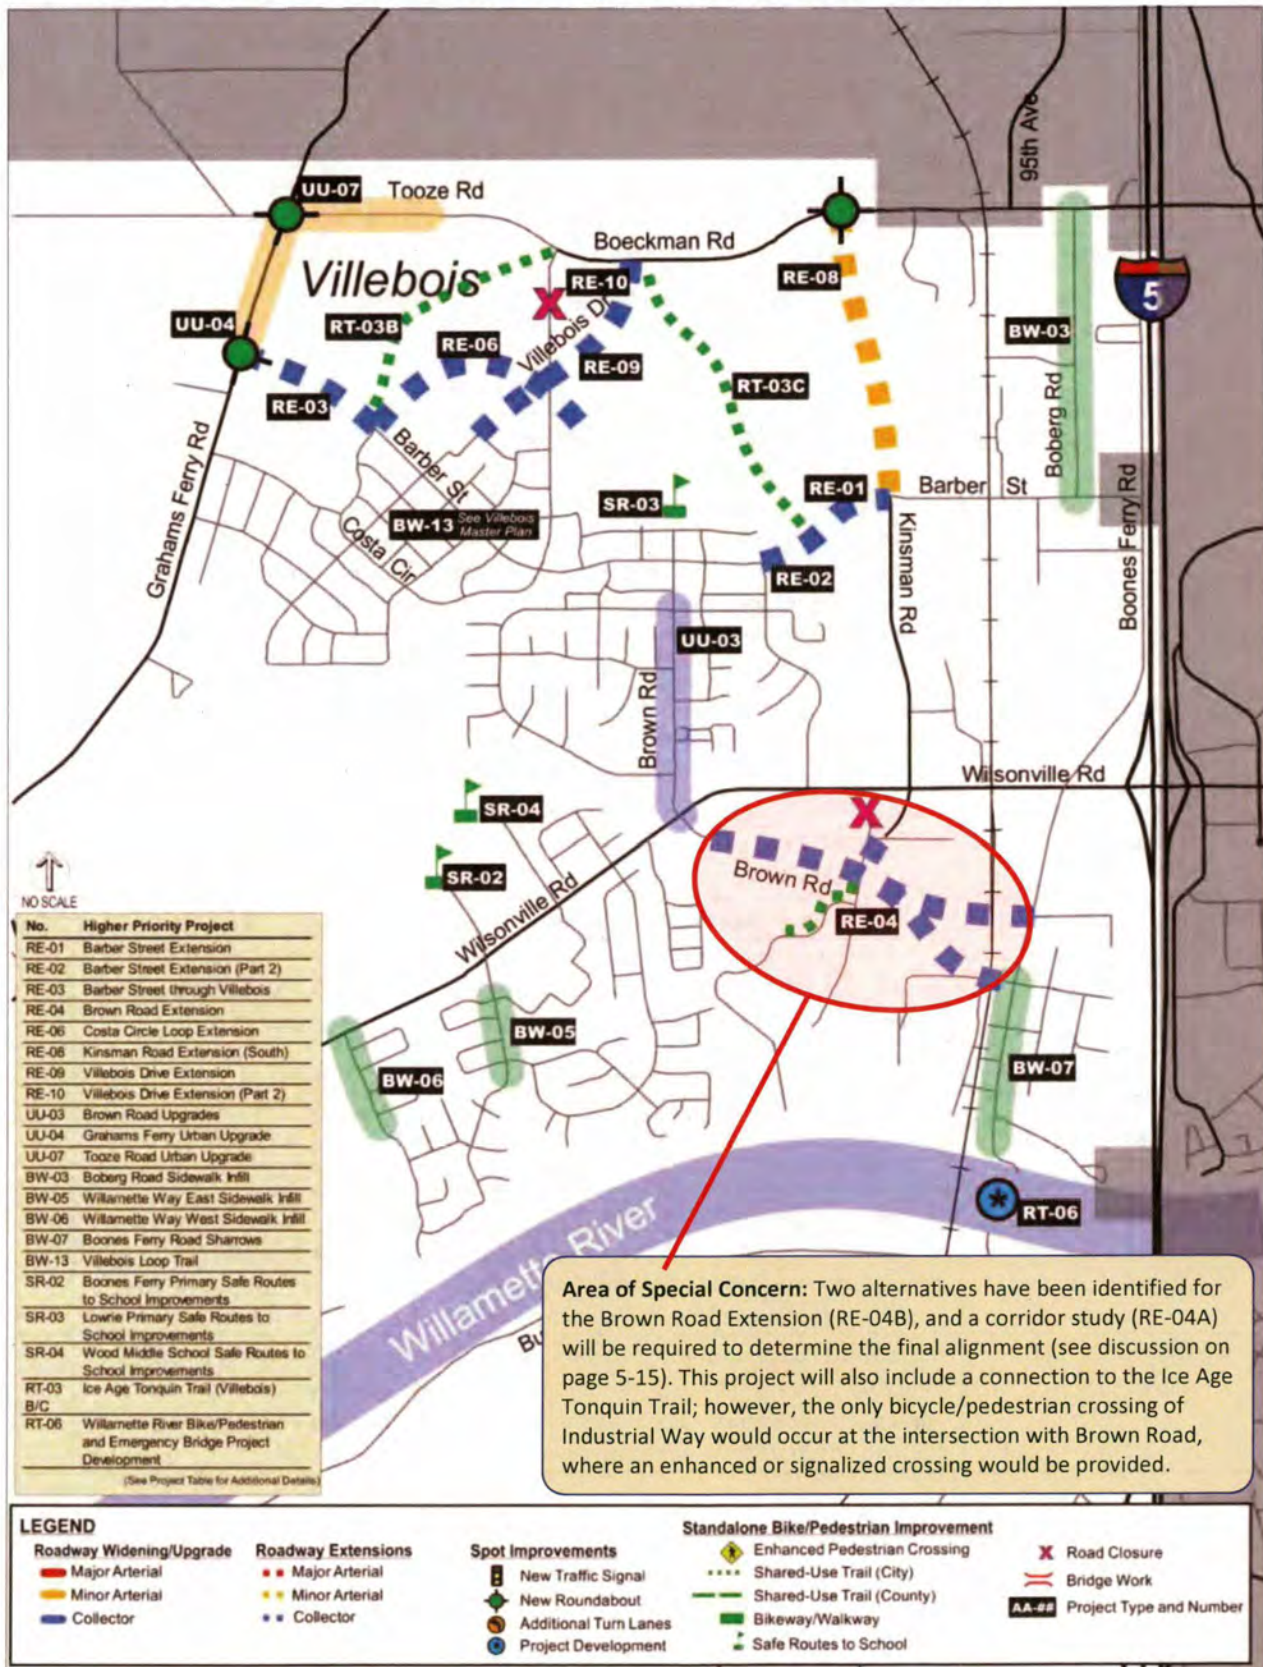 95th Ave
UU-07
Tooze Rd
Boeckman Rd
Villebois
RE-10
RE-08
5
UU-04
RT-03B
RE-06
Villebois Dr
RE-09
BW-03
RE-03
RT-03C
Boberg Rd
Grahams Ferry Rd
Barber St
RE-01
Barber St
SR-03
BW-13 See Villebois
Master Plan
Costa Cir
Kinsman Rd
Boones Ferry Rd
RE-02
UU-03
Brown Rd
Wilsonville Rd
SR-04
SR-02
Brown Rd
Wilsonville Rd
RE-04
NO SCALE
BW-05
BW-06
BW-07
RT-06
Willamette River
Bu
No. Higher Priority Project
RE-01 Barber Street Extension
RE-02 Barber Street Extension (Part 2)
RE-03 Barber Street through Villebois
RE-04 Brown Road Extension
RE-06 Costa Circle Loop Extension
RE-08 Kinsman Road Extension (South)
RE-09 Villebois Drive Extension
RE-10 Villebois Drive Extension (Part 2)
UU-03 Brown Road Upgrades
UU-04 Grahams Ferry Urban Upgrade
UU-07 Tooze Road Urban Upgrade
BW-03 Boberg Road Sidewalk Infill
BW-05 Willamette Way East Sidewalk Infill
BW-06 Willamette Way West Sidewalk Infill
BW-07 Boones Ferry Road Sharrows
BW-13 Villebois Loop Trail
SR-02 Boones Ferry Primary Safe Routes
to School Improvements
SR-03 Lowrie Primary Safe Routes to
School Improvements
SR-04 Wood Middle School Safe Routes to
School Improvements
RT-03 Ice Age Tonquin Trail (Villebois)
B/C
RT-06 Willamette River Bike/Pedestrian
and Emergency Bridge Project
Development
(See Project Table for Additional Details)
Area of Special Concern: Two alternatives have been identified for
the Brown Road Extension (RE-04B), and a corridor study (RE-04A)
will be required to determine the final alignment (see discussion on
page 5-15). This project will also include a connection to the Ice Age
Tonquin Trail; however, the only bicycle/pedestrian crossing of
Industrial Way would occur at the intersection with Brown Road,
where an enhanced or signalized crossing would be provided.
LEGEND
Roadway Widening/Upgrade
Major Arterial
Minor Arterial
Collector
Roadway Extensions
Major Arterial
Minor Arterial
Collector
Spot Improvements
New Traffic Signal
New Roundabout
Additional Turn Lanes
Project Development
Standalone Bike/Pedestrian Improvement
Enhanced Pedestrian Crossing
Shared-Use Trail (City)
Shared-Use Trail (County)
Bikeway/Walkway
Safe Routes to School
Road Closure
Bridge Work
AA-## Project Type and Number